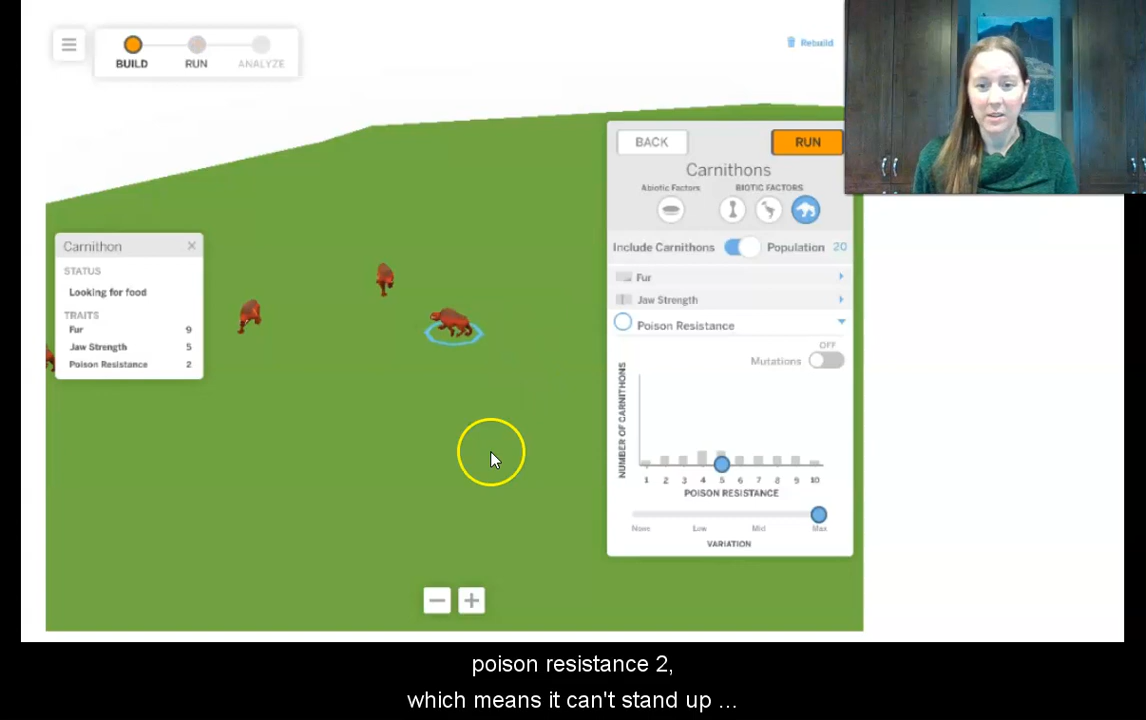 BUILD RUN ANALYZE
Rebuild
BACK RUN
Carnithons
Abiotic Factors BIOTIC FACTORS
Include Carnithons Population 20
Fur
Jaw Strength
Poison Resistance
OFF
Mutations
NUMBER OF CARNITHONS
1 2 3 4 5 6 7 8 9 10
POISON RESISTANCE
None Low Mid Max
VARIATION
Carnithon
STATUS
Looking for food
TRAITS
Fur 9
Jaw Strength 5
Poison Resistance 2
poison resistance 2,
which means it can't stand up ...